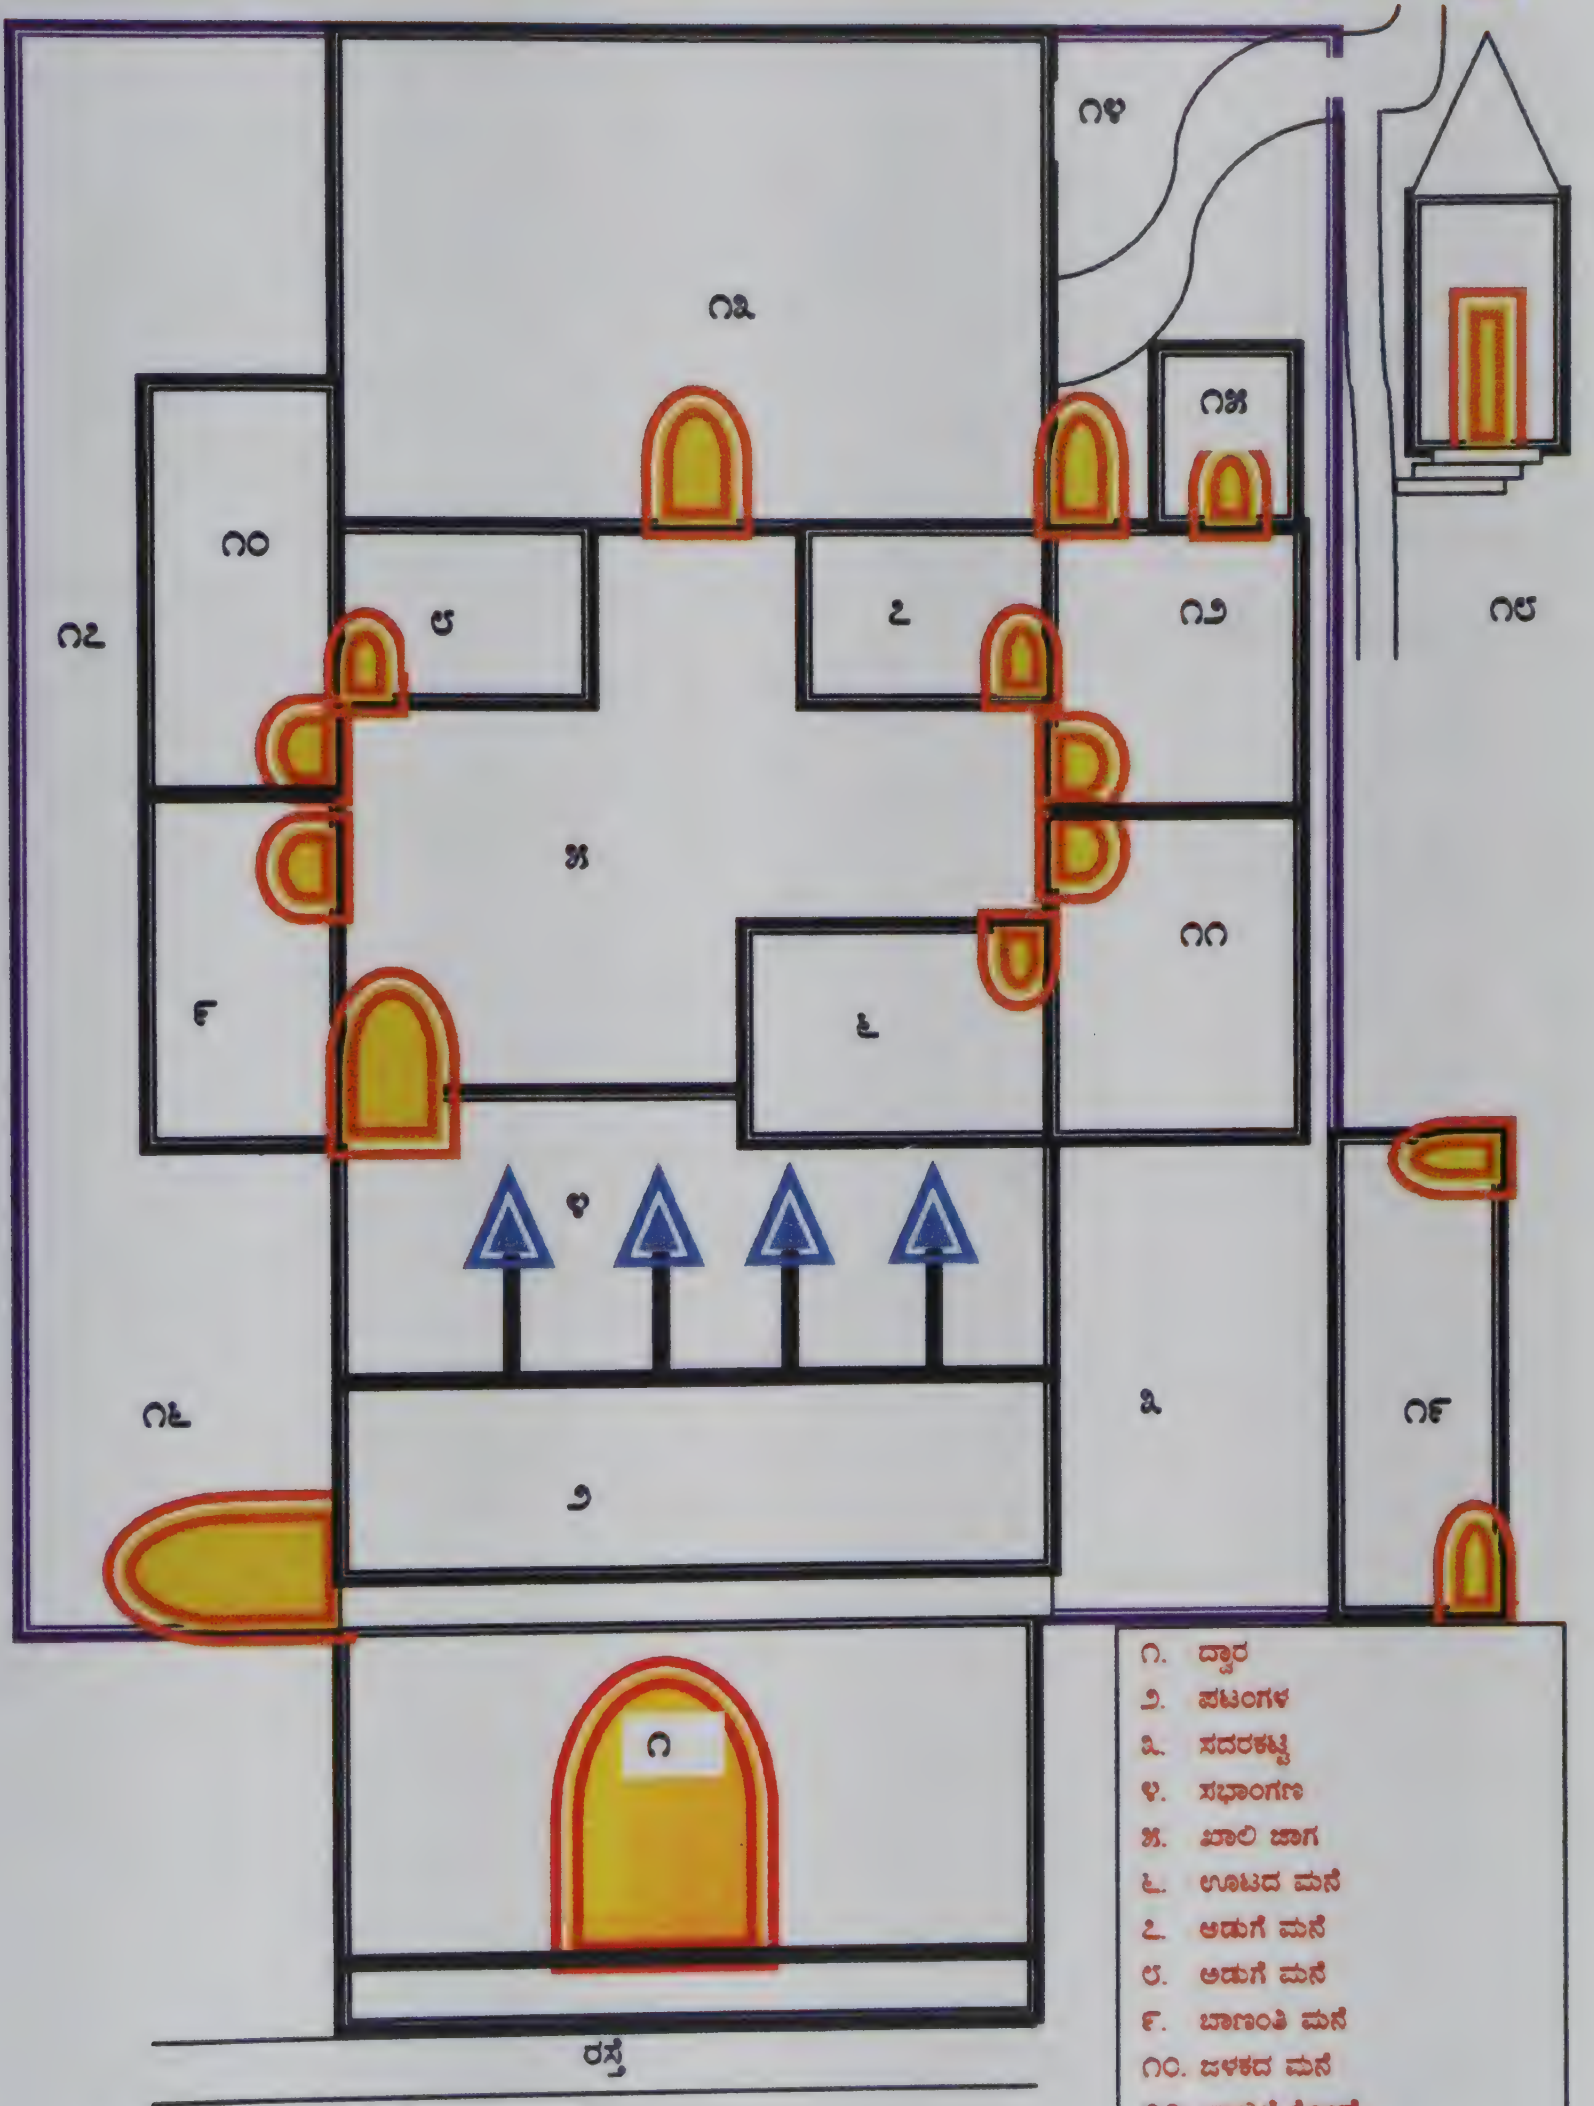 ೧೪
೧೩
೧೫
೧೦
೮
೭
೧೨
೧೮
೧೭
೫
೧೧
೯
೬
೪
೩
೧೬
೧೯
೨
೧
೧. ದ್ವಾರ
೨. ಪಟಂಗಳ
೩. ಸದರಕಟ್ಟಿ
೪. ಸಭಾಂಗಣ
೫. ಖಾಲಿ ಜಾಗ
೬. ಊಟದ ಮನೆ
೭. ಅಡುಗೆ ಮನೆ
೮. ಅಡುಗೆ ಮನೆ
೯. ಬಾಣಂತಿ ಮನೆ
೧೦. ಜಳಕದ ಮನೆ
ರಸ್ತೆ